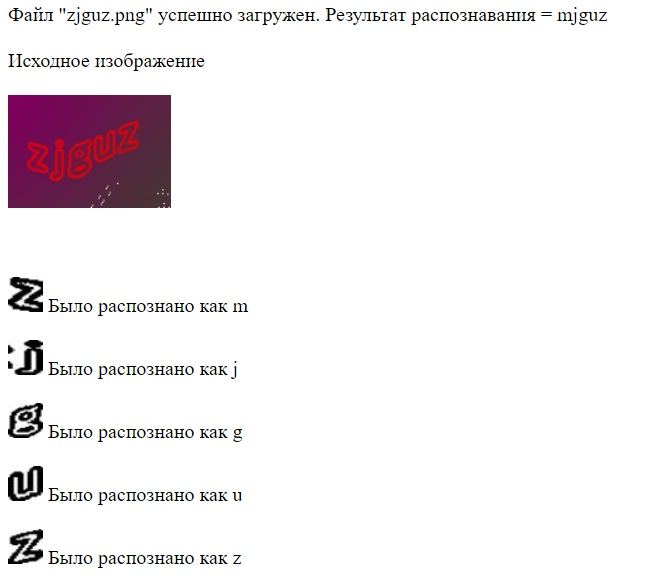 Файл "zjguz.png" успешно загружен. Результат распознавания = mjguz
Исходное изображение
zjguz
z Было распознано как m
j Было распознано как j
g Было распознано как g
u Было распознано как u
z Было распознано как z